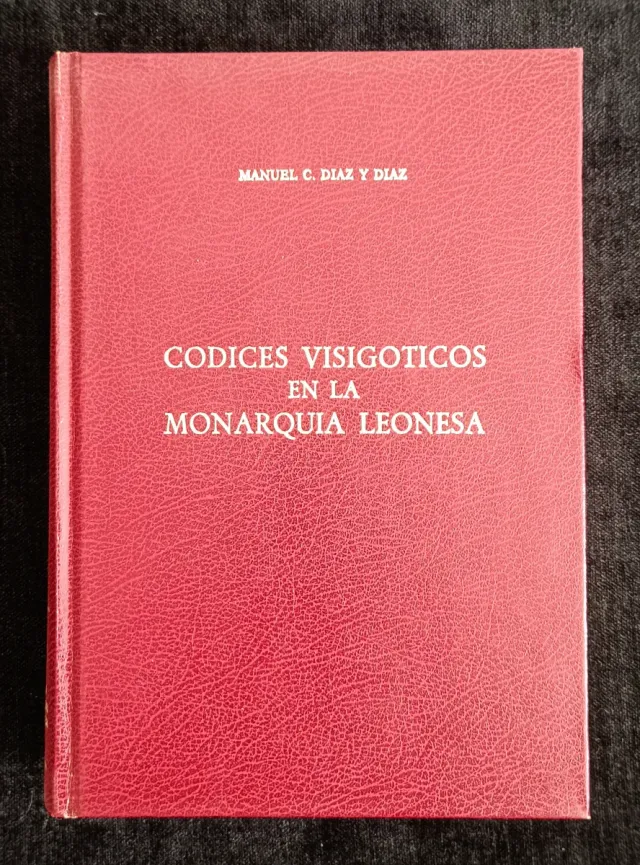 MANUEL C. DIAZ Y DIAZ
CODICES VISIGOTICOS
EN LA
MONARQUIA LEONESA